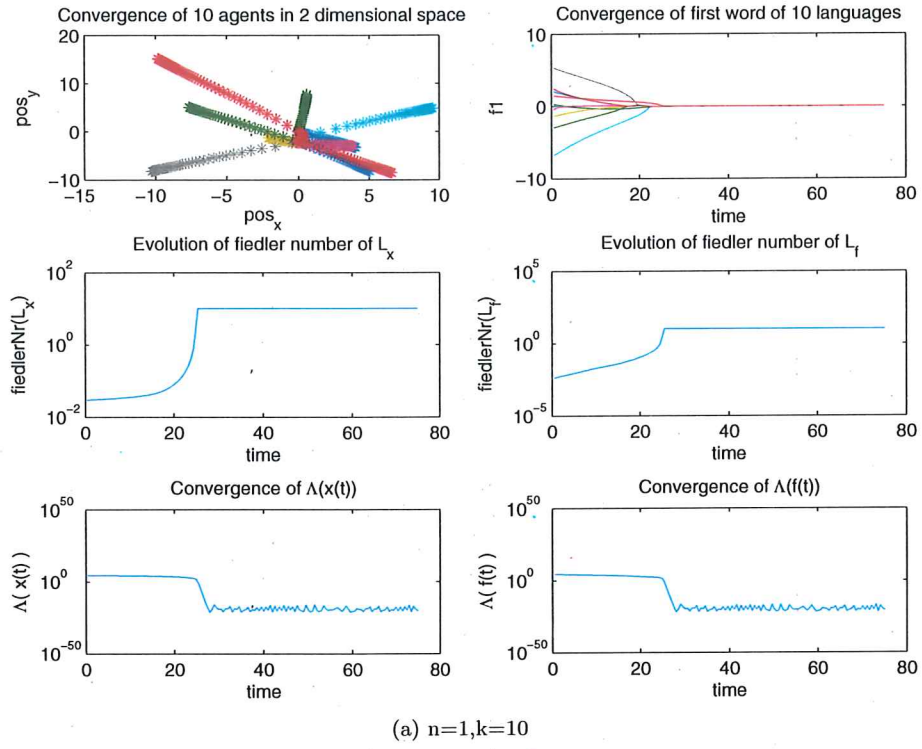 Convergence of 10 agents in 2 dimensional space
20
10
0
−10
pos_y
−15 −10 −5 0 5 10
pos_x
Convergence of first word of 10 languages
10
0
−10
f1
0 20 40 60 80
time
Evolution of fiedler number of L_x
10^2
10^0
10^−2
fiedlerNr(L_x)
0 20 40 60 80
time
Evolution of fiedler number of L_f
10^5
10^0
10^−5
fiedlerNr(L_f)
0 20 40 60 80
time
Convergence of Λ(x(t))
10^50
10^0
10^−50
Λ( x(t) )
0 20 40 60 80
time
Convergence of Λ(f(t))
10^50
10^0
10^−50
Λ( f(t) )
0 20 40 60 80
time
(a) n=1,k=10